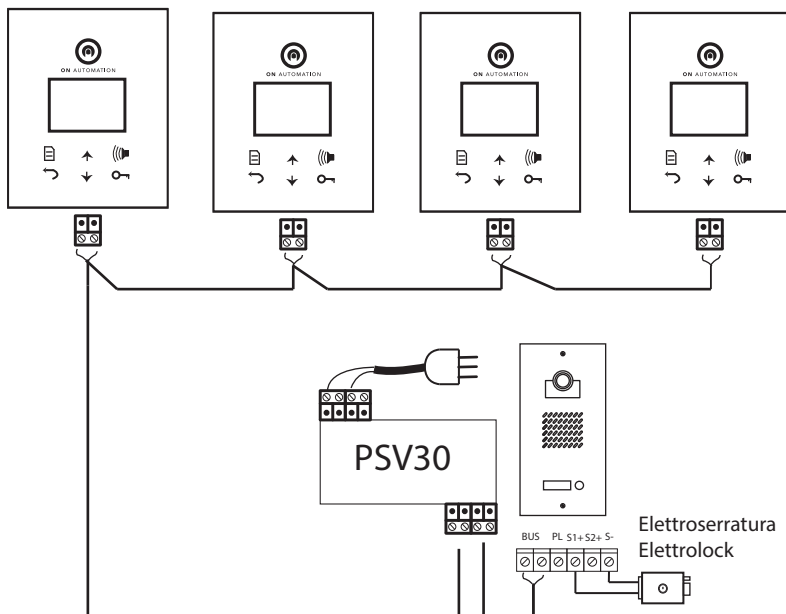 ON AUTOMATION
ON AUTOMATION
ON AUTOMATION
ON AUTOMATION
PSV30
BUS PL S1+ S2+ S-
Elettroserratura
Elettrolock